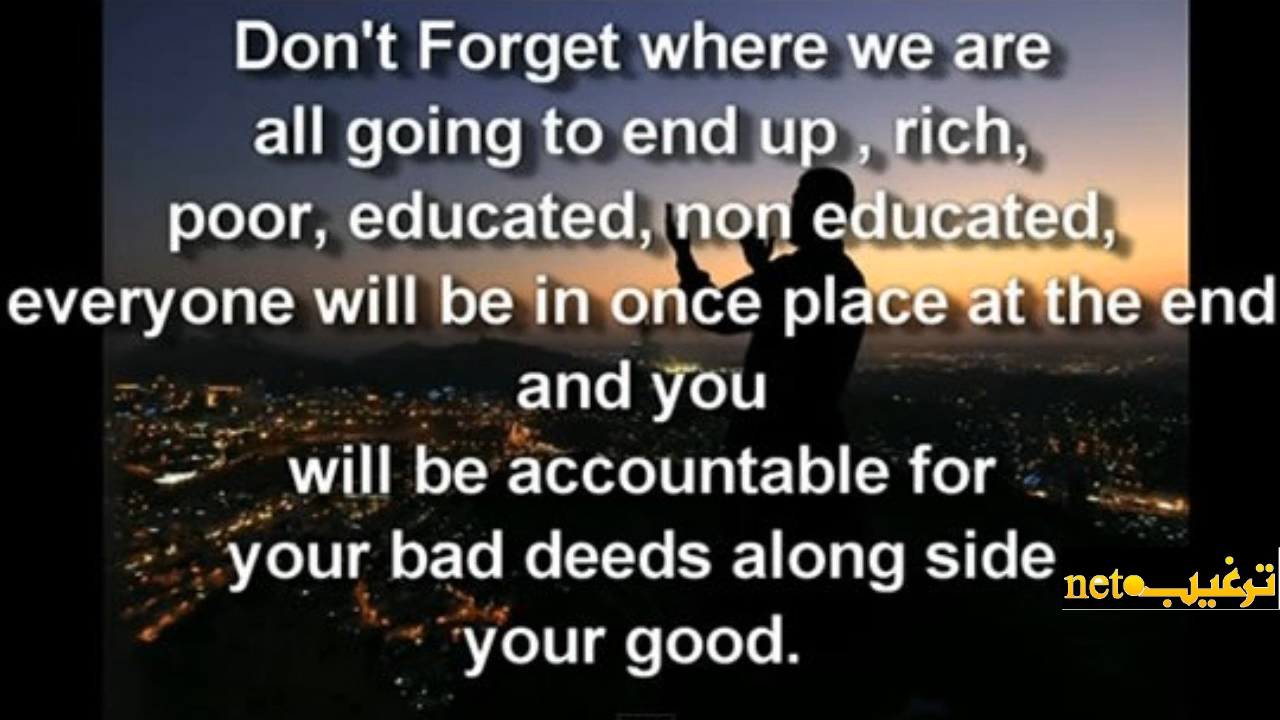 Don't Forget where we are
all going to end up , rich,
poor, educated, non educated,
everyone will be in once place at the end
and you
will be accountable for
your bad deeds along side
your good.
ترغیب.net